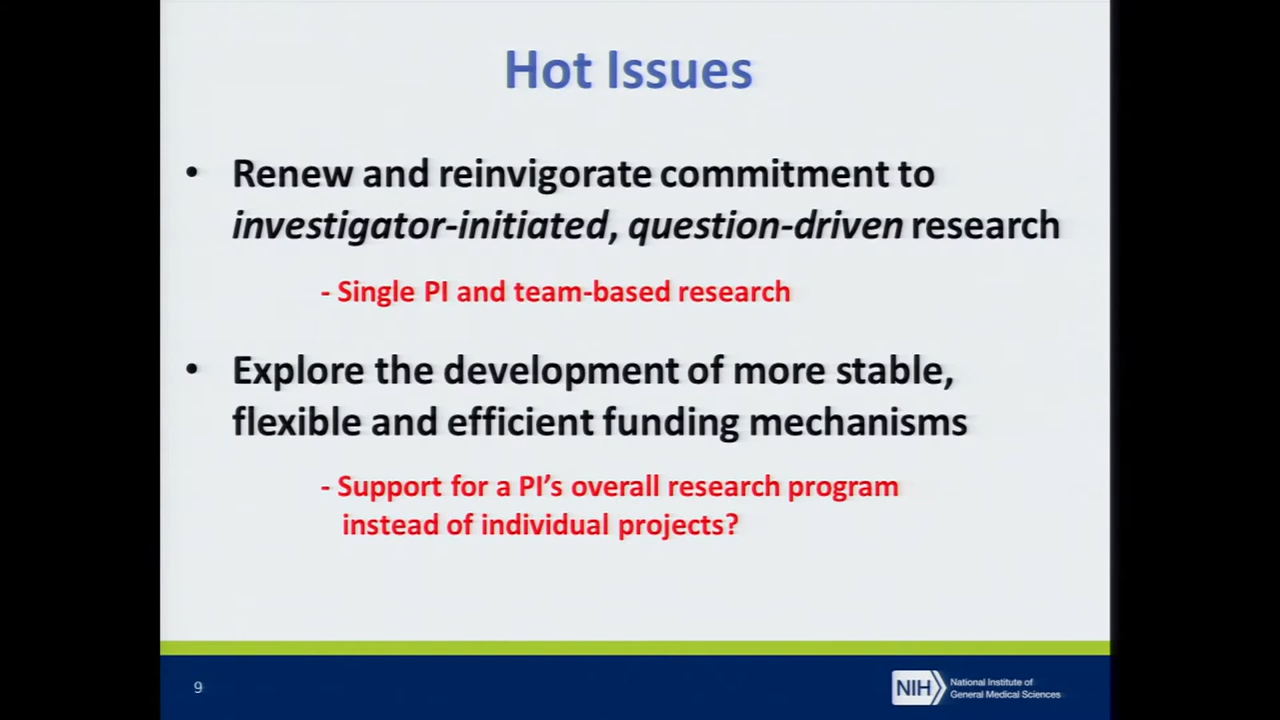 Hot Issues
• Renew and reinvigorate commitment to
investigator-initiated, question-driven research
- Single PI and team-based research
• Explore the development of more stable,
flexible and efficient funding mechanisms
- Support for a PI’s overall research program
instead of individual projects?
9
NIH
National Institute of
General Medical Sciences